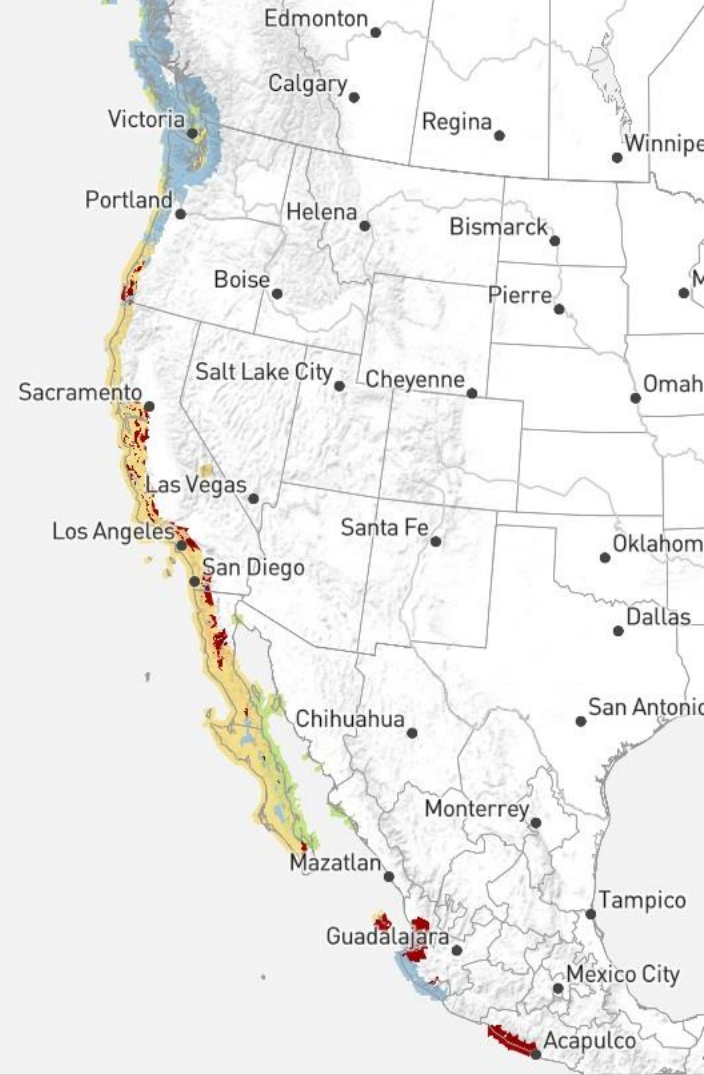 Edmonton
Calgary
Regina
Winnipe
Victoria
Portland
Helena
Bismarck
Boise
Pierre
M
Salt Lake City
Cheyenne
Omah
Sacramento
Las Vegas
Los Angeles
Santa Fe
Oklahom
San Diego
Dallas
San Antonio
Chihuahua
Monterrey
Mazatlan
Tampico
Guadalajara
Mexico City
Acapulco